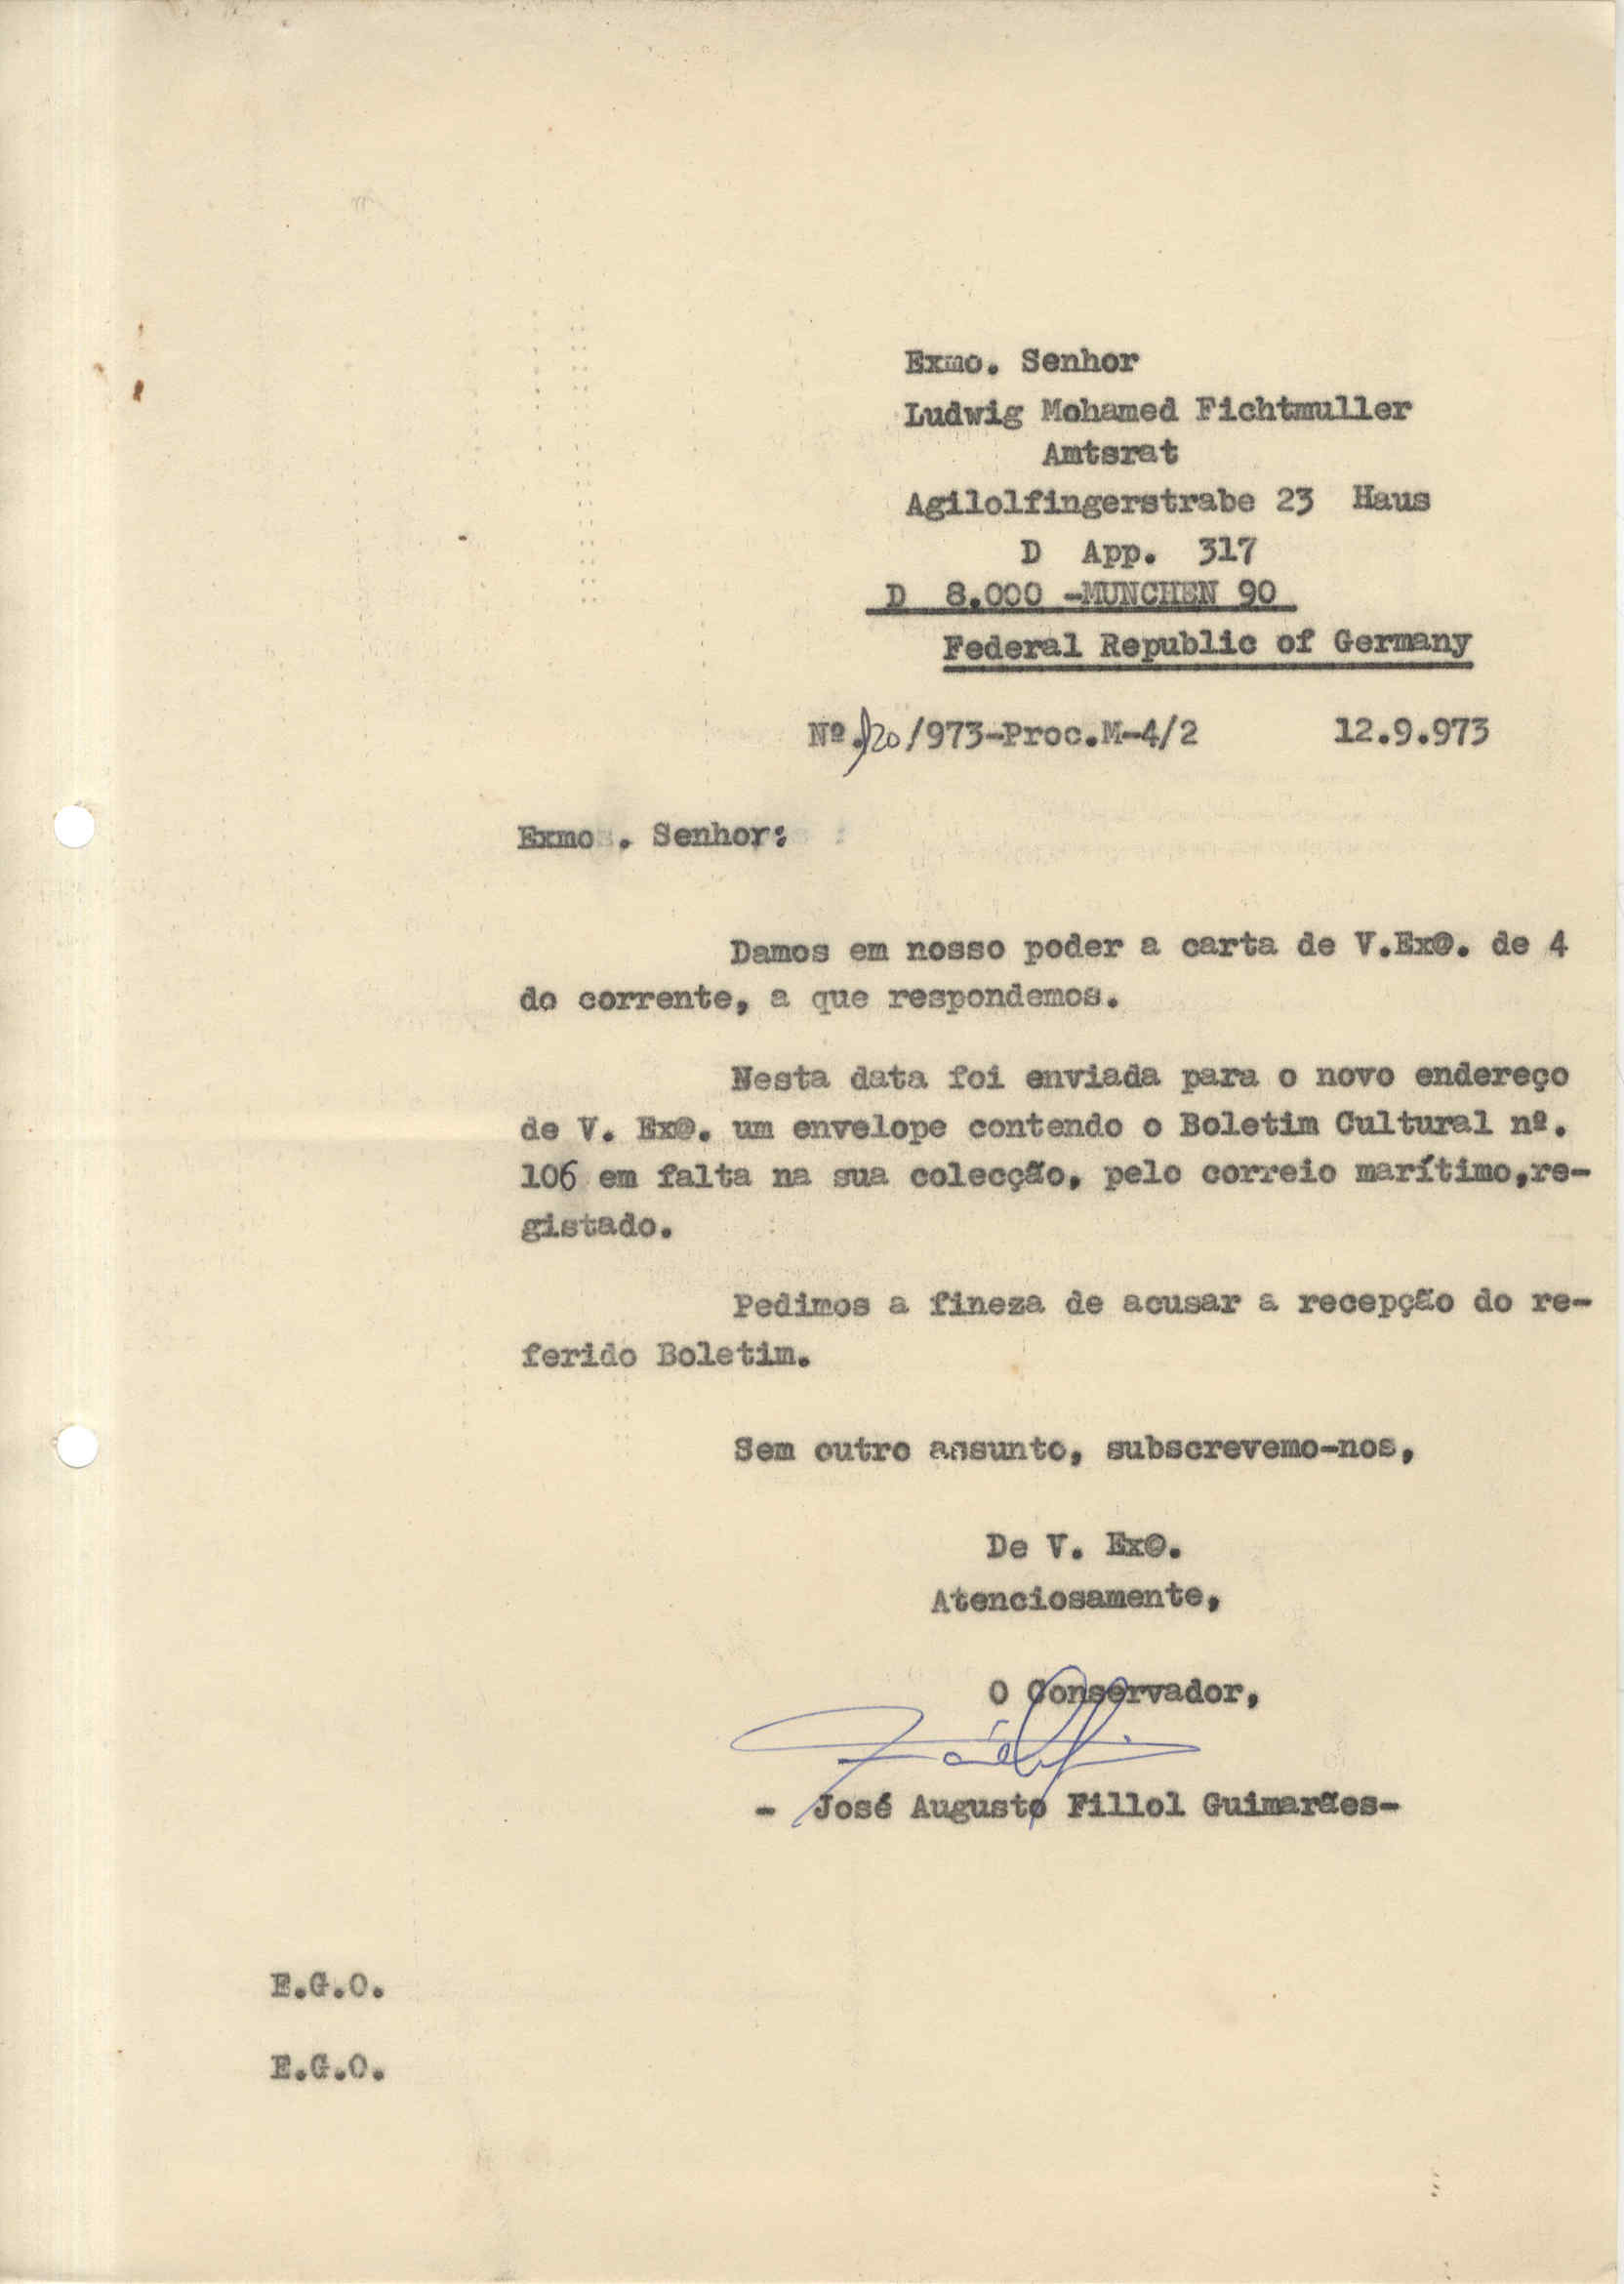 Exmo. Senhor
Ludwig Mohamed Fichtmuller
Amtsrat
Agilolfingerstrabe 23 Haus
D App. 317
D 8.000 -MUNCHEN 90
Federal Republic of Germany
Nº. /973-Proc.M-4/2 12.9.973
Exmo . Senhor:
Damos em nosso poder a carta de V.Exª. de 4
do corrente, a que respondemos.
Nesta data foi enviada para o novo endereço
de V. Exª. um envelope contendo o Boletim Cultural nº.
106 em falta na sua colecção, pelo correio marítimo,re-
gistado.
Pedimos a fineza de acusar a recepção do re-
ferido Boletim.
Sem outro assunto, subscrevemo-nos,
De V. Exª.
Atenciosamente,
O Conservador,
- José Augusto Fillol Guimarães-
E.G.O.
E.G.O.